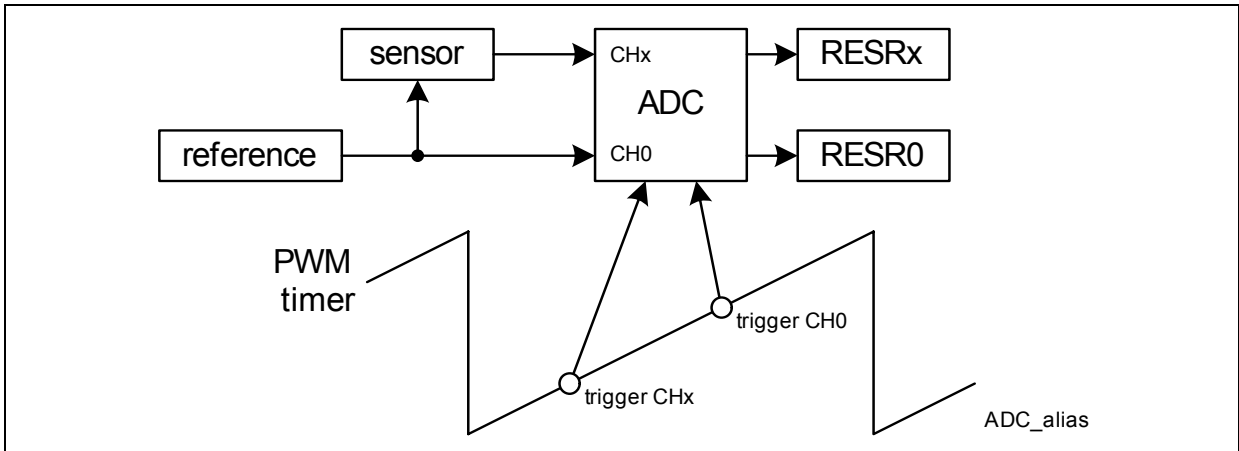 sensor
CHx
RESRx
ADC
reference
CH0
RESR0
PWM
timer
trigger CH0
trigger CHx
ADC_alias